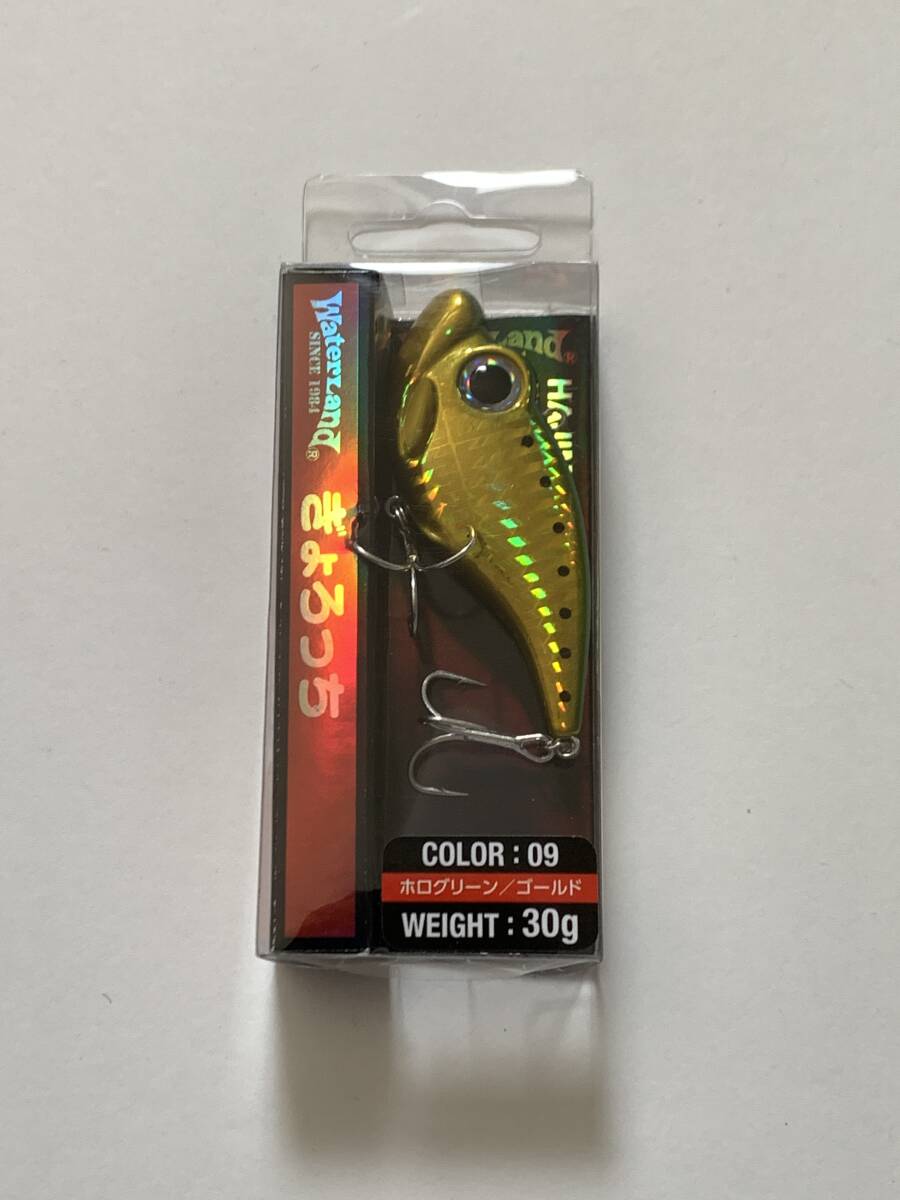 WaterLand®
SINCE 1984
ぎょろっち
Land®
COLOR : 09
ホログリーン／ゴールド
WEIGHT : 30g